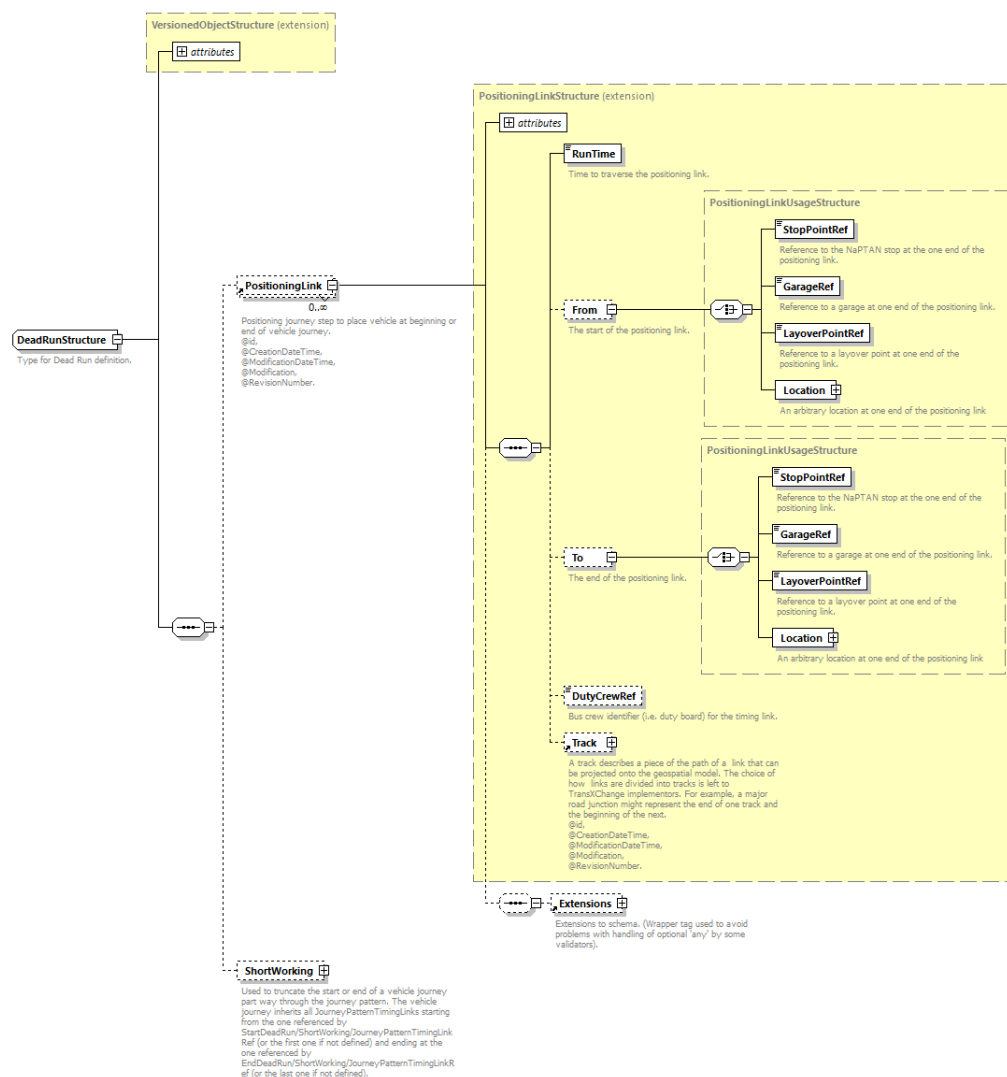 VersionedObjectStructure (extension)
attributes
PositioningLinkStructure (extension)
attributes
RunTime
Time to traverse the positioning link.
PositioningLinkUsageStructure
StopPointRef
Reference to the NaPTAN stop at the one end of the
positioning link.
GarageRef
Reference to a garage at one end of the positioning link.
LayoverPointRef
Reference to a layover point at one end of the
positioning link.
Location
An arbitrary location at one end of the positioning link
From
The start of the positioning link.
PositioningLink
0..∞
Positioning journey step to place vehicle at beginning or
end of vehicle journey.
@id,
@CreationDateTime,
@ModificationDateTime,
@Modification,
@RevisionNumber.
DeadRunStructure
Type for Dead Run definition.
PositioningLinkUsageStructure
StopPointRef
Reference to the NaPTAN stop at the one end of the
positioning link.
GarageRef
Reference to a garage at one end of the positioning link.
LayoverPointRef
Reference to a layover point at one end of the
positioning link.
Location
An arbitrary location at one end of the positioning link
To
The end of the positioning link.
DutyCrewRef
Bus crew identifier (i.e. duty board) for the timing link.
Track
A track describes a piece of the path of a link that can
be projected onto the geospatial model. The choice of
how links are divided into tracks is left to
TransXChange implementors. For example, a major
road junction might represent the end of one track and
the beginning of the next.
@id,
@CreationDateTime,
@ModificationDateTime,
@Modification,
@RevisionNumber.
Extensions
Extensions to schema. (Wrapper tag used to avoid
problems with handling of optional 'any' by some
validators).
ShortWorking
Used to truncate the start or end of a vehicle journey
part way through the journey pattern. The vehicle
journey inherits all JourneyPatternTimingLinks starting
from the one referenced by
StartDeadRun/ShortWorking/JourneyPatternTimingLink
Ref (or the first one if not defined) and ending at the
one referenced by
EndDeadRun/ShortWorking/JourneyPatternTimingLinkR
ef (or the last one if not defined).